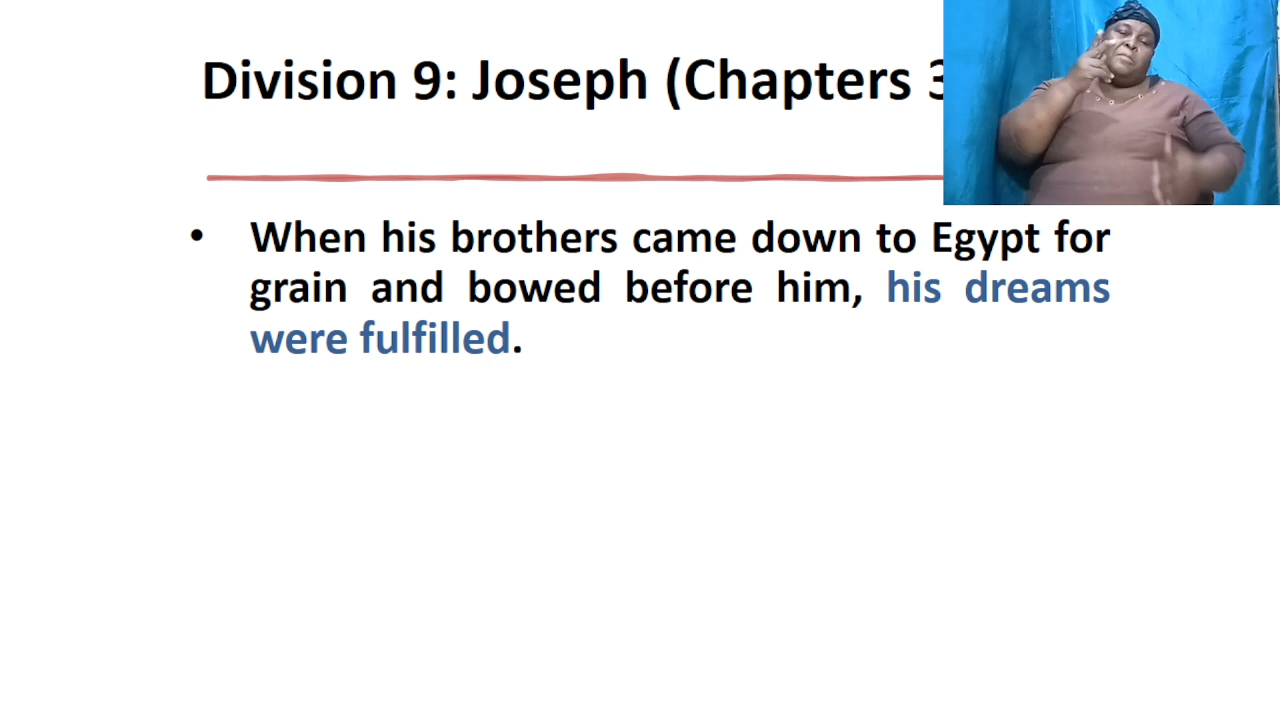 Division 9: Joseph (Chapters 3
• When his brothers came down to Egypt for
grain and bowed before him, his dreams
were fulfilled.